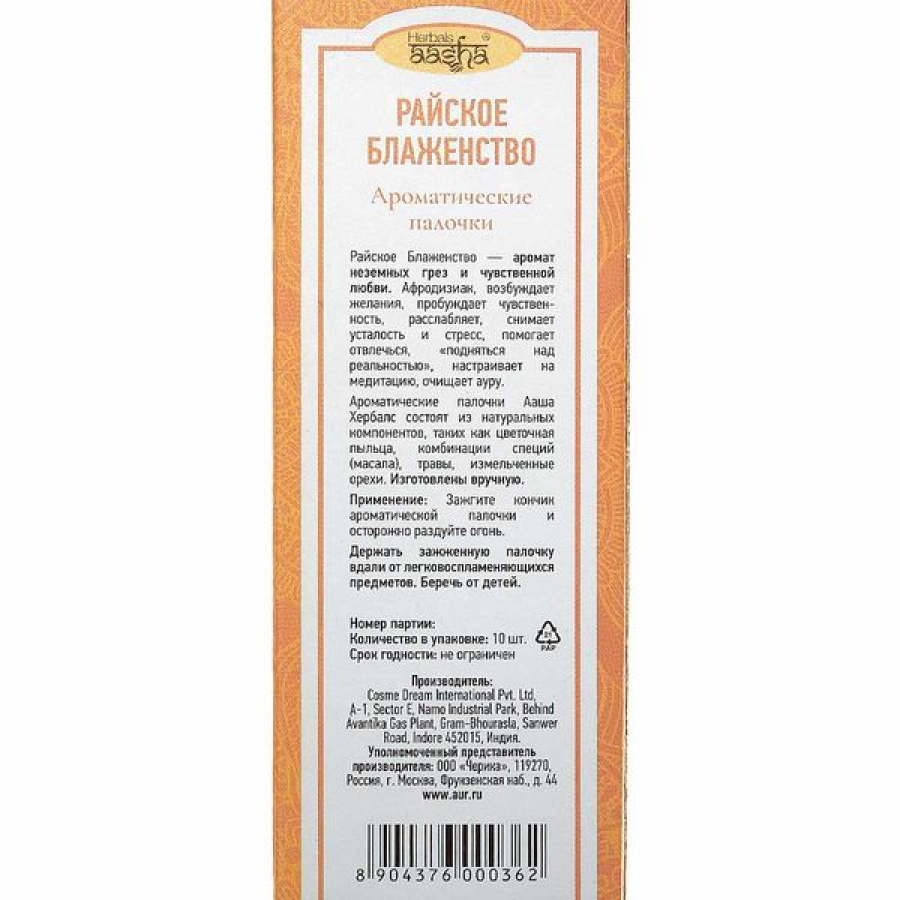 Herbals
aasha
РАЙСКОЕ
БЛАЖЕНСТВО
Ароматические
палочки
Райское Блаженство — аромат
неземных грез и чувственной
любви. Афродизиак, возбуждает
желания, пробуждает чувствен-
ность, расслабляет, снимает
усталость и стресс, помогает
отвлечься, «подняться над
реальностью», настраивает на
медитацию, очищает ауру.
Ароматические палочки Ааша
Хербалс состоят из натуральных
компонентов, таких как цветочная
пыльца, комбинации специй
(масала), травы, измельченные
орехи. Изготовлены вручную.
Применение: Зажгите кончик
ароматической палочки и
осторожно раздуйте огонь.
Держать зажженную палочку
вдали от легковоспламеняющихся
предметов. Беречь от детей.
Номер партии:
Количество в упаковке: 10 шт.
Срок годности: не ограничен
21
PAP
Производитель:
Cosme Dream International Pvt. Ltd,
A-1, Sector E, Namo Industrial Park, Behind
Avantika Gas Plant, Gram-Bhourasla, Sanwer
Road, Indore 452015, Индия.
Уполномоченный представитель
производителя: ООО «Черика», 119270,
Россия, г. Москва, Фрунзенская наб., д. 44
www.aur.ru
8 904376 000362